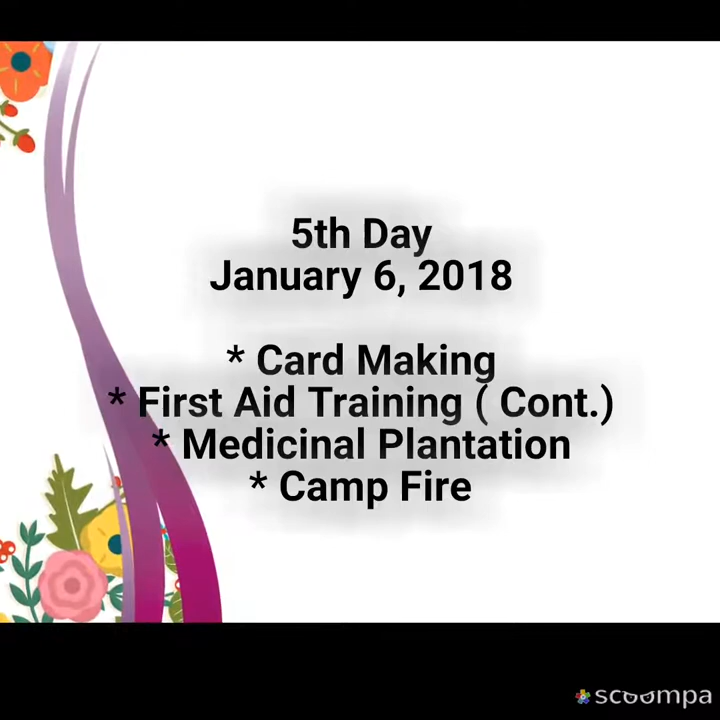 5th Day
January 6, 2018
* Card Making
* First Aid Training ( Cont.)
* Medicinal Plantation
* Camp Fire
scoompa